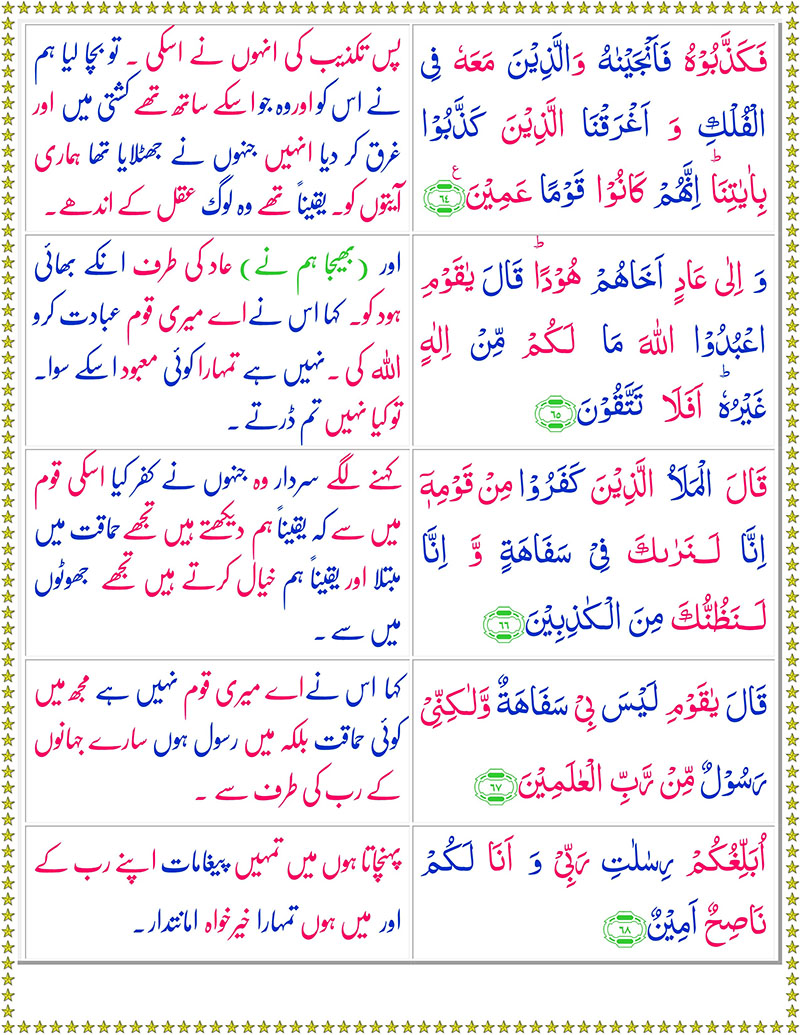 فَكَذَّبُوْهُ فَاَنْجَيْنٰهُ وَالَّذِيْنَ مَعَهٗ فِى
الْفُلْكِ وَ اَغْرَقْنَا الَّذِيْنَ كَذَّبُوْا
بِاٰيٰتِنَا ؕ اِنَّهُمْ كَانُوْا قَوْمًا عَمِيْنَ ع ﴿٦٤﴾
پس تکذیب کی انہوں نے اسکی ۔ تو بچا لیا ہم
نے اس کو اور وہ جو اسکے ساتھ تھے کشتی میں اور
غرق کر دیا انہیں جنہوں نے جھٹلایا تھا ہماری
آیتوں کو۔ یقیناً تھے وہ لوگ عقل کے اندھے۔
وَ اِلٰى عَادٍ اَخَاهُمْ هُوْدًا ؕ قَالَ يٰقَوْمِ
اعْبُدُوْا اللّٰهَ مَا لَـكُمْ مِّنْ اِلٰهٍ
غَيْرُهٗ ؕ اَفَلَا تَتَّقُوْنَ ﴿٦٥﴾
اور (بھیجا ہم نے) عاد کی طرف انکے بھائی
ہود کو۔ کہا اس نے اے میری قوم عبادت کرو
اللہ کی ۔ نہیں ہے تمہارا کوئی معبود اسکے سوا۔
تو کیا نہیں تم ڈرتے ۔
قَالَ الْمَلَاُ الَّذِيْنَ كَفَرُوْا مِنْ قَوْمِهٖۤ
اِنَّا لَــنَرٰٮكَ فِىْ سَفَاهَةٍ وَّ اِنَّا
لَــنَظُنُّكَ مِنَ الْـكٰذِبِيْنَ ﴿٦٦﴾
کہنے لگے سردار وہ جنہوں نے کفر کیا اسکی قوم
میں سے کہ یقیناً ہم دیکھتے ہیں تجھے حماقت میں
مبتلا اور یقیناً ہم خیال کرتے ہیں تجھے جھوٹوں
میں سے ۔
قَالَ يٰقَوْمِ لَيْسَ بِىْ سَفَاهَةٌ وَّلٰـكِنِّىْ
رَسُوْلٌ مِّنْ رَّبِّ الْعٰلَمِيْنَ ﴿٦٧﴾
کہا اس نے اے میری قوم نہیں ہے مجھ میں
کوئی حماقت بلکہ میں رسول ہوں سارے جہانوں
کے رب کی طرف سے ۔
اُبَلِّغُكُمْ رِسٰلٰتِ رَبِّىْ وَ اَنَا لَـكُمْ
نَاصِحٌ اَمِيْنٌ ﴿٦٨﴾
پہنچاتا ہوں میں تمہیں پیغامات اپنے رب کے
اور میں ہوں تمہارا خیرخواہ امانتدار۔